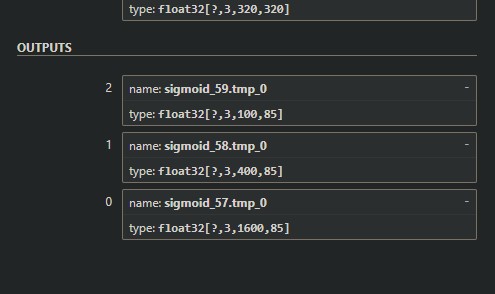 type: float32[?,3,320,320]
OUTPUTS
2
name: sigmoid_59.tmp_0 -
type: float32[?,3,100,85]
1
name: sigmoid_58.tmp_0 -
type: float32[?,3,400,85]
0
name: sigmoid_57.tmp_0 -
type: float32[?,3,1600,85]